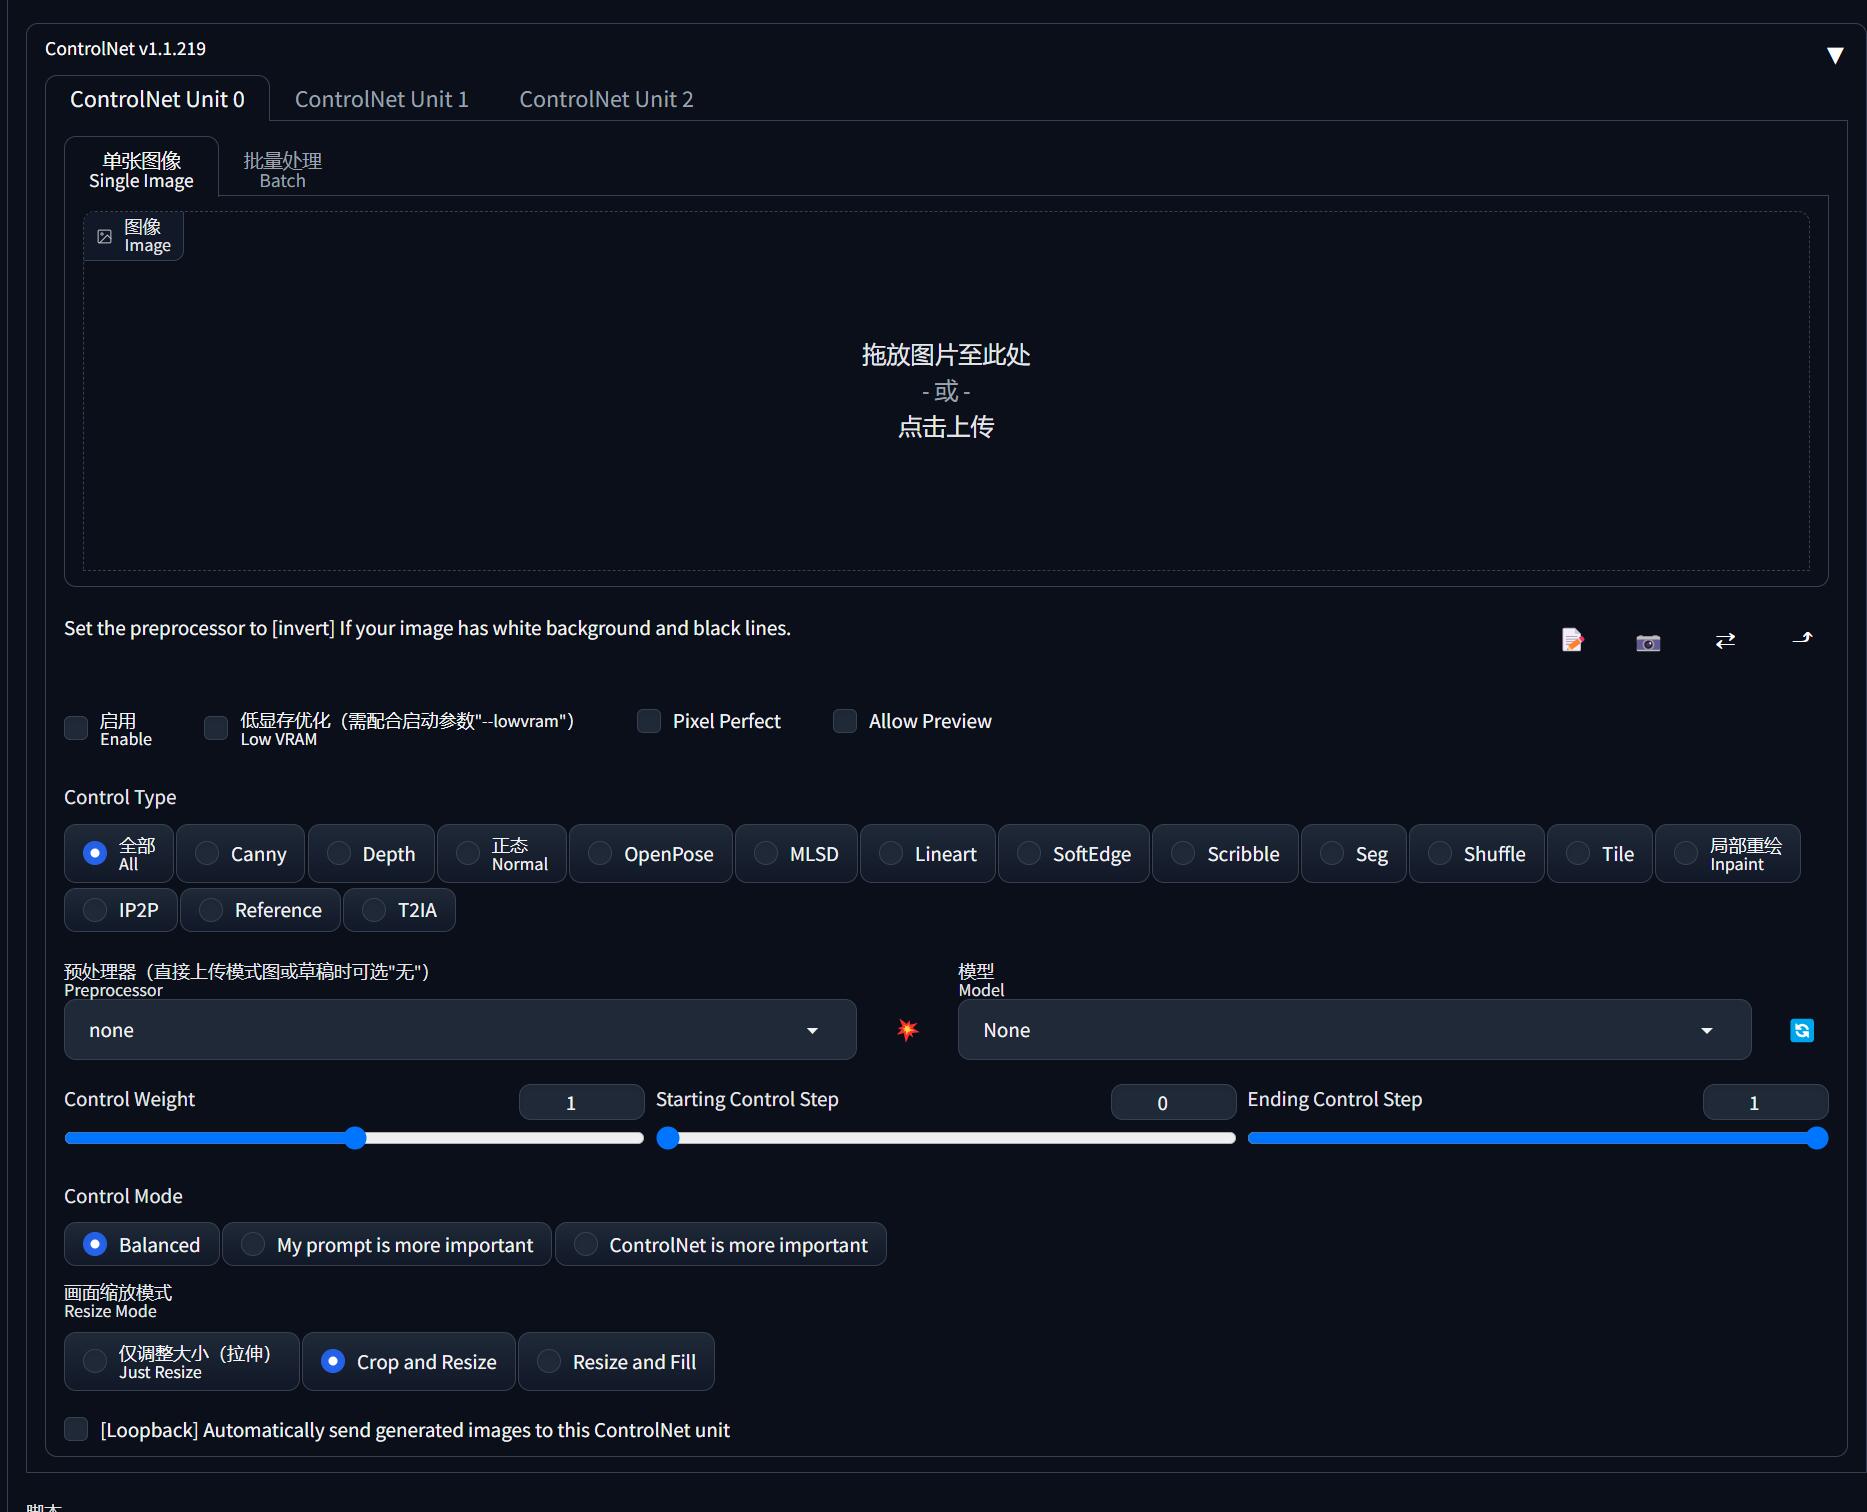 ControlNet v1.1.219
▼
ControlNet Unit 0
ControlNet Unit 1
ControlNet Unit 2
单张图像
Single Image
批量处理
Batch
图像
Image
拖放图片至此处
- 或 -
点击上传
Set the preprocessor to [invert] If your image has white background and black lines.
启用
Enable
低显存优化（需配合启动参数"--lowvram"）
Low VRAM
Pixel Perfect
Allow Preview
Control Type
全部
All
Canny
Depth
正态
Normal
OpenPose
MLSD
Lineart
SoftEdge
Scribble
Seg
Shuffle
Tile
局部重绘
Inpaint
IP2P
Reference
T2IA
预处理器（直接上传模式图或草稿时可选"无"）
Preprocessor
none
模型
Model
None
Control Weight
1
Starting Control Step
0
Ending Control Step
1
Control Mode
Balanced
My prompt is more important
ControlNet is more important
画面缩放模式
Resize Mode
仅调整大小（拉伸）
Just Resize
Crop and Resize
Resize and Fill
[Loopback] Automatically send generated images to this ControlNet unit
脚本